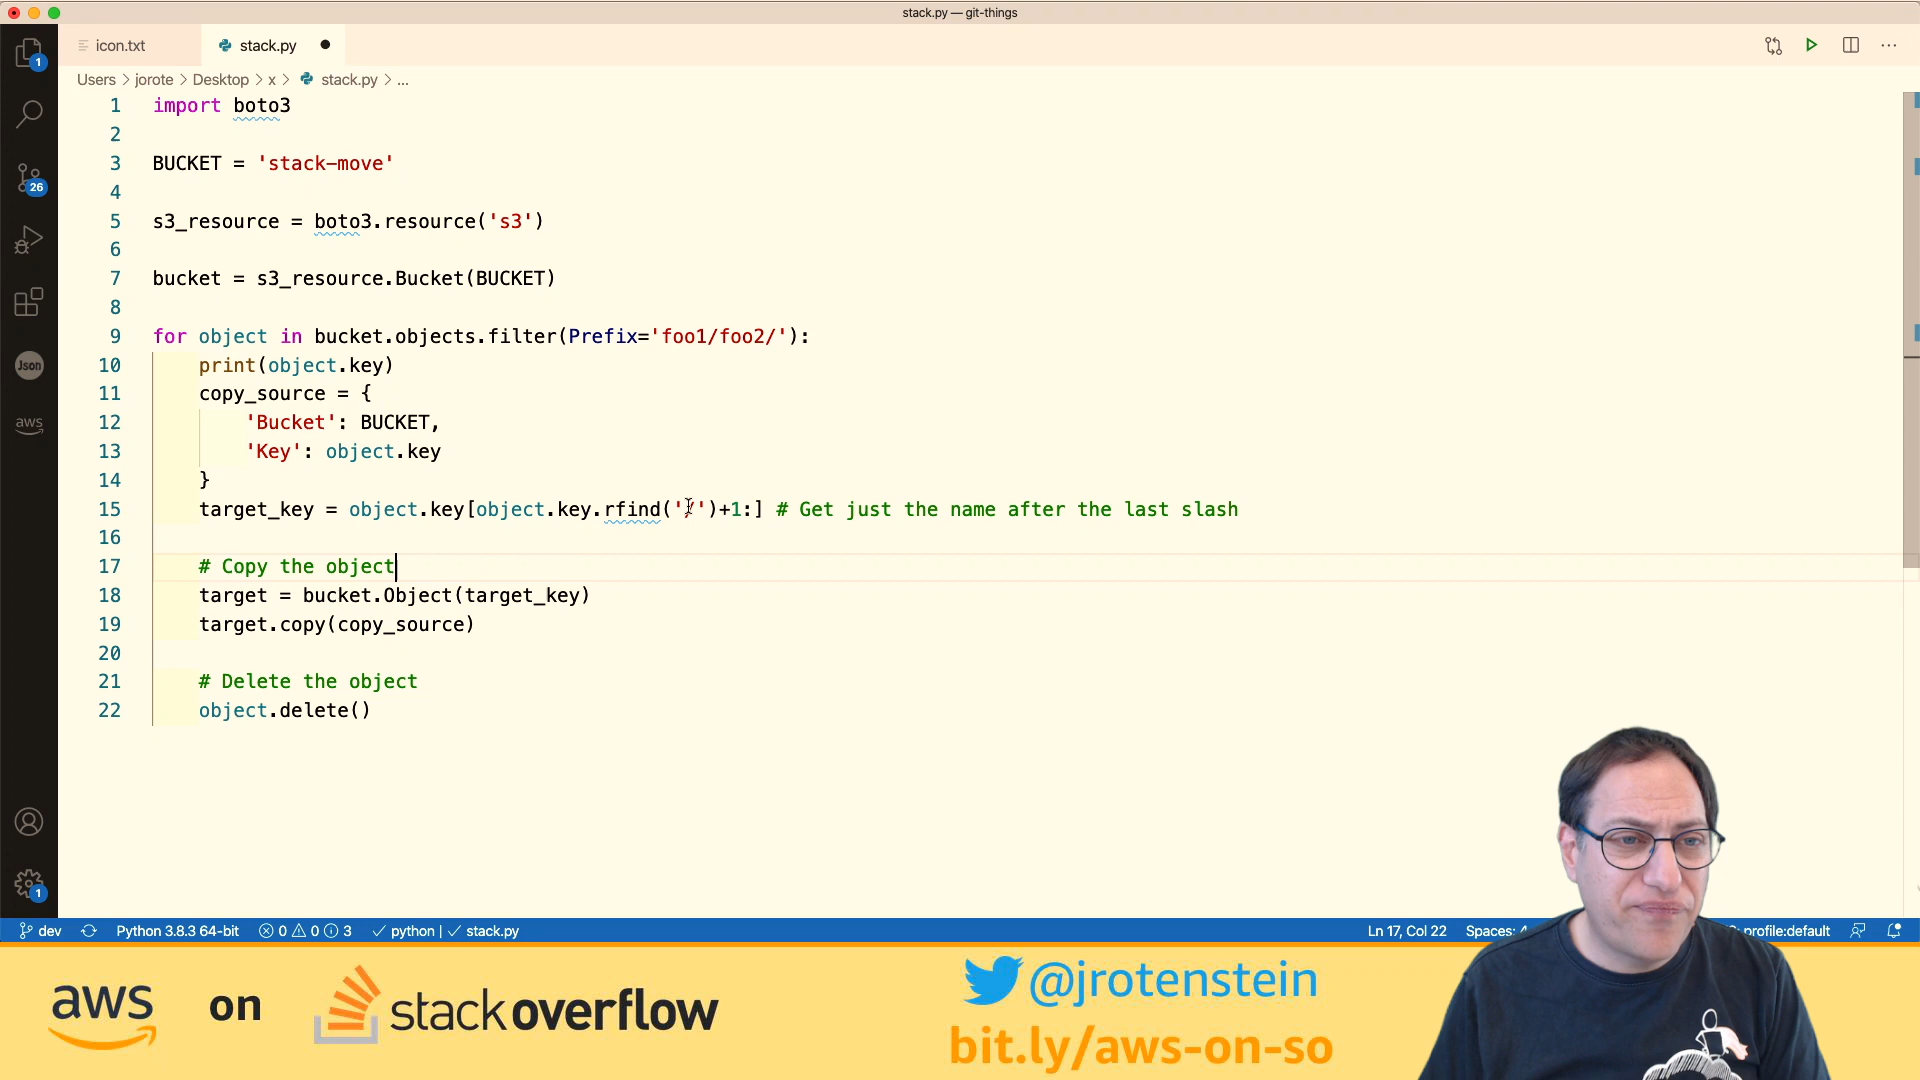 stack.py — git-things
icon.txt
stack.py
Users > jorote > Desktop > x > stack.py > ...
1 import boto3
2
3 BUCKET = 'stack-move'
4
5 s3_resource = boto3.resource('s3')
6
7 bucket = s3_resource.Bucket(BUCKET)
8
9 for object in bucket.objects.filter(Prefix='foo1/foo2/'):
10 print(object.key)
11 copy_source = {
12 'Bucket': BUCKET,
13 'Key': object.key
14 }
15 target_key = object.key[object.key.rfind('/')+1:] # Get just the name after the last slash
16
17 # Copy the object
18 target = bucket.Object(target_key)
19 target.copy(copy_source)
20
21 # Delete the object
22 object.delete()
1
26
Json
aws
1
dev Python 3.8.3 64-bit 0 0 3 python | stack.py Ln 17, Col 22 Spaces: profile:default
aws on stackoverflow
@jrotenstein
bit.ly/aws-on-so